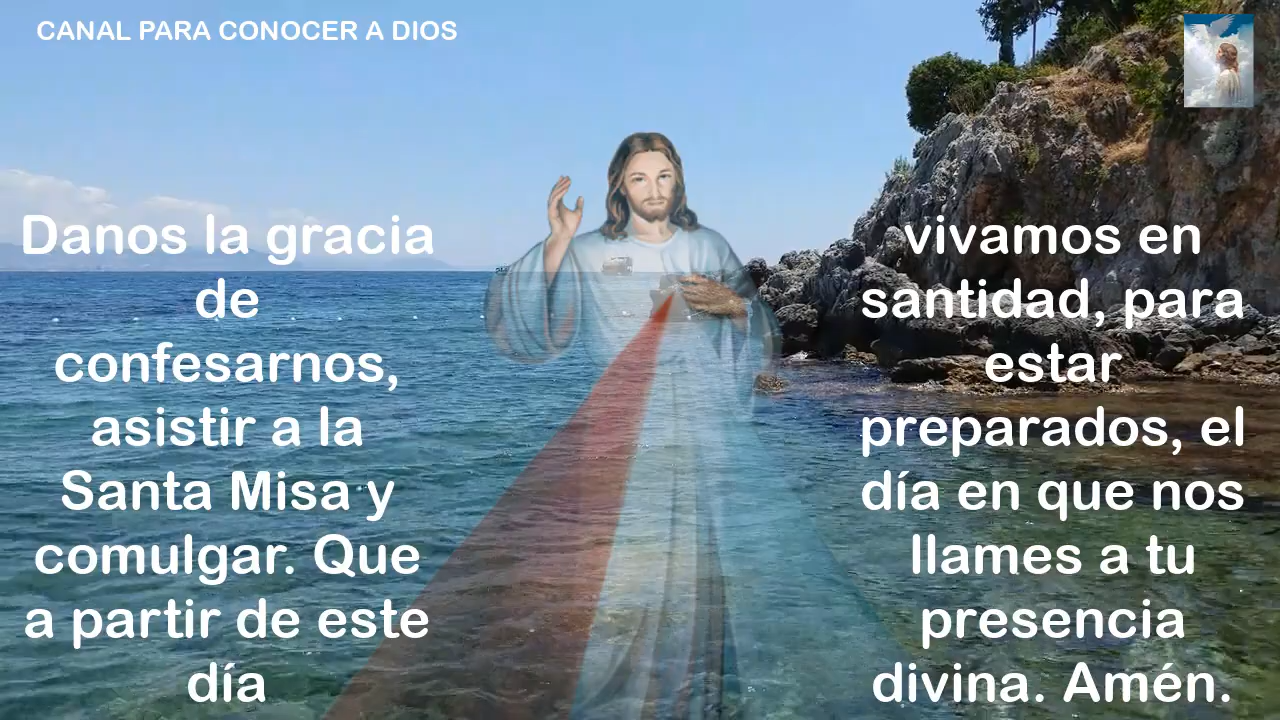 CANAL PARA CONOCER A DIOS
Danos la gracia
de
confesarnos,
asistir a la
Santa Misa y
comulgar. Que
a partir de este
día
vivamos en
santidad, para
estar
preparados, el
día en que nos
llames a tu
presencia
divina. Amén.